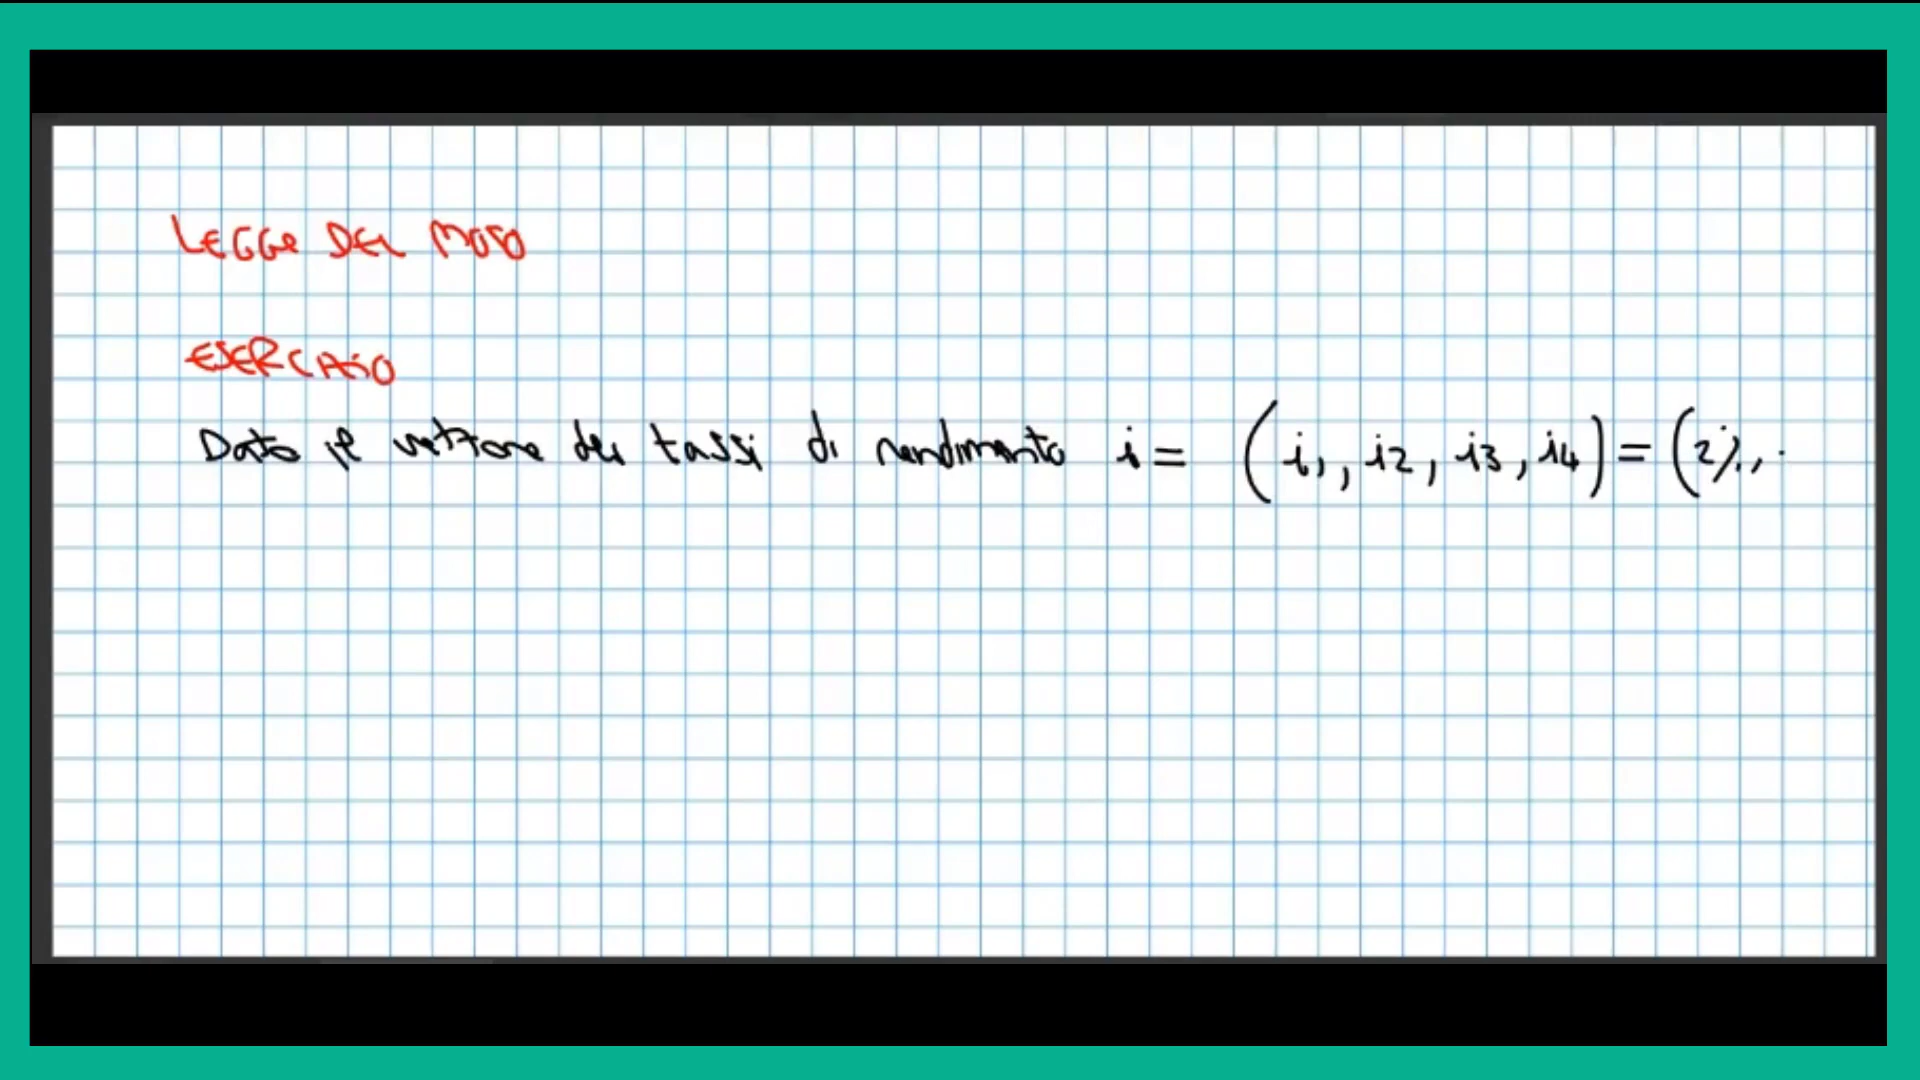 LEGGE DEL MOTO
ESERCIZIO
Dato il vettore dei tassi di rendimento i = (i1, i2, i3, i4) = (2%,